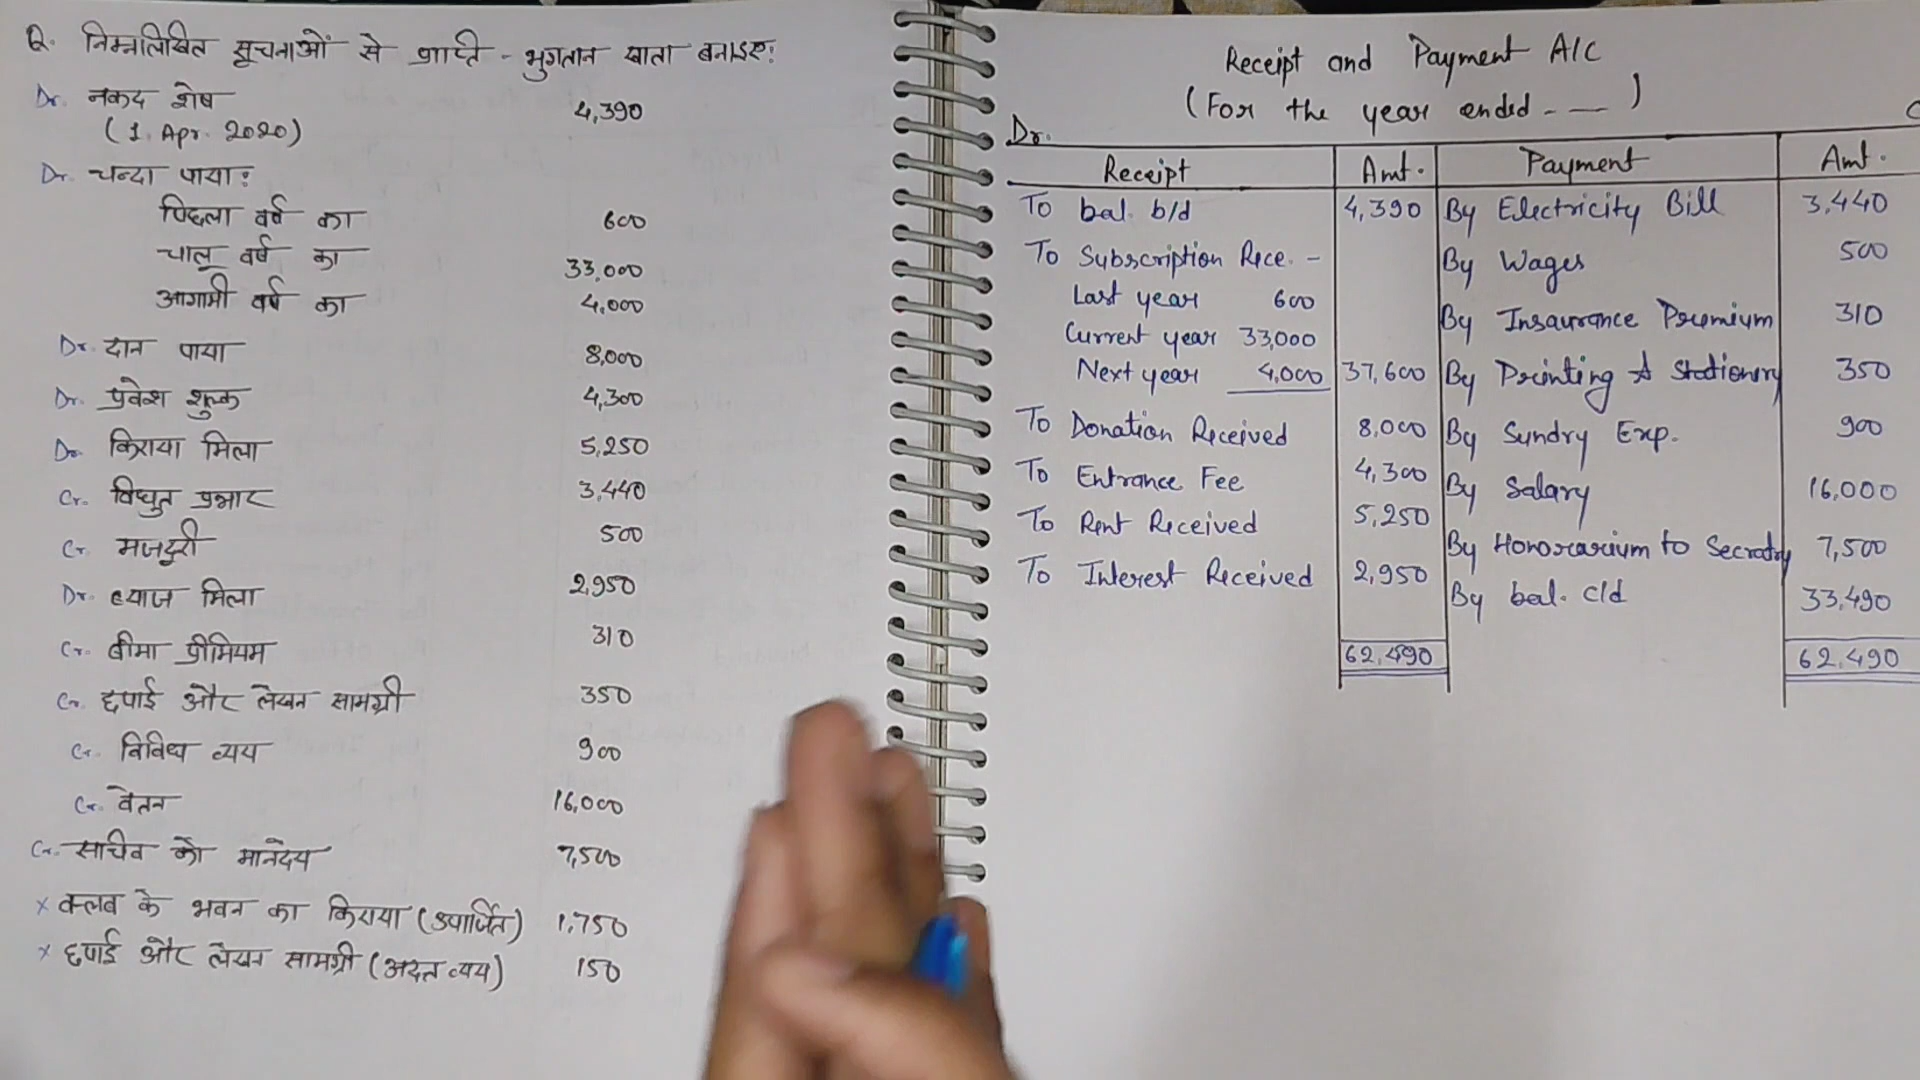 Q. निम्नलिखित सूचनाओं से प्राप्ति - भुगतान खाता बनाइए:
Dr. नकद शेष 4,390
(1. Apr. 2020)
Dr. चन्दा पाया:
पिछला वर्ष का 600
चालू वर्ष का 33,000
आगामी वर्ष का 4,000
Dr. दान पाया 8,000
Dr. प्रवेश शुल्क 4,300
Dr. किराया मिला 5,250
Cr. विधुत प्रभार 3,440
Cr. मजदूरी 500
Dr. ब्याज मिला 2,950
Cr. बीमा प्रीमियम 310
Cr. छपाई और लेखन सामग्री 350
Cr. विविध व्यय 900
Cr. वेतन 16,000
Cr. सचिव को मानदेय 7,500
x क्लब के भवन का किराया (उपार्जित) 1,750
x छपाई और लेखन सामग्री (अदत्त व्यय) 150
Receipt and Payment A/C
(For the year ended - — )
Dr. C
Receipt Amt. Payment Amt.
To bal. b/d 4,390 By Electricity Bill 3,440
To Subscription Rece. - By Wages 500
Last year 600 By Insaurance Premium 310
Current year 33,000
Next year 4,000 37,600 By Printing & Stationery 350
To Donation Received 8,000 By Sundry Exp. 900
To Entrance Fee 4,300 By Salary 16,000
To Rent Received 5,250 By Honorarium to Secratry 7,500
To Interest Received 2,950 By bal. c/d 33,490
62,490 62,490